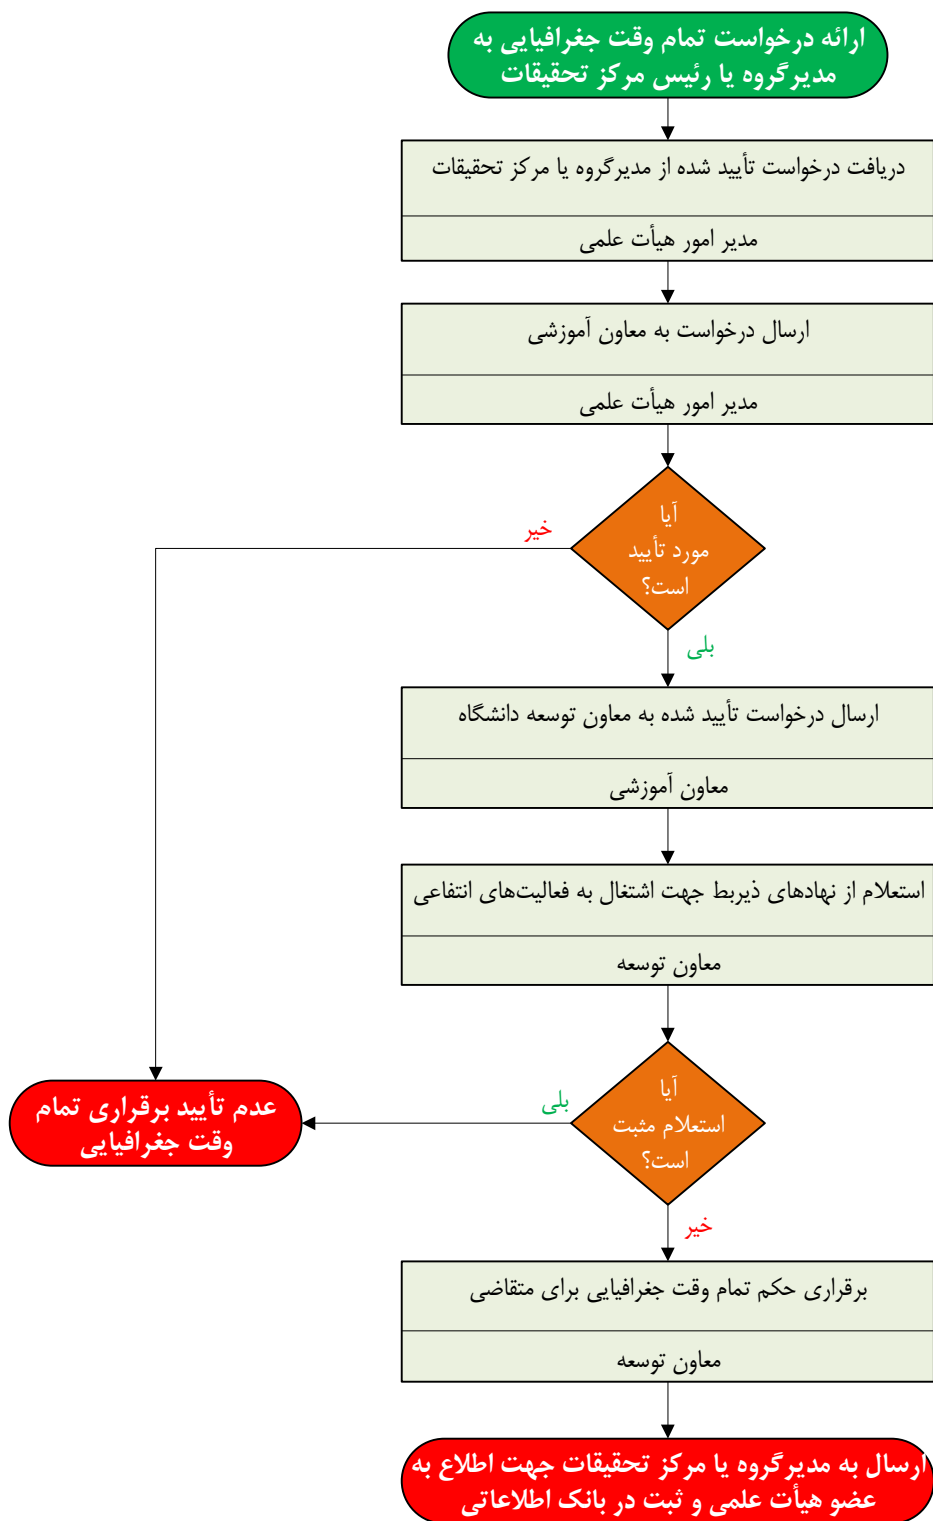 ارائه درخواست تمام وقت جغرافیایی به
مدیرگروه یا رئیس مرکز تحقیقات
دریافت درخواست تأیید شده از مدیرگروه یا مرکز تحقیقات
مدیر امور هیأت علمی
ارسال درخواست به معاون آموزشی
مدیر امور هیأت علمی
آیا
مورد تأیید
است؟
خیر
بلی
ارسال درخواست تأیید شده به معاون توسعه دانشگاه
معاون آموزشی
استعلام از نهادهای ذیربط جهت اشتغال به فعالیت‌های انتفاعی
معاون توسعه
آیا
استعلام مثبت
است؟
بلی
عدم تأیید برقراری تمام
وقت جغرافیایی
خیر
برقراری حکم تمام وقت جغرافیایی برای متقاضی
معاون توسعه
ارسال به مدیرگروه یا مرکز تحقیقات جهت اطلاع به
عضو هیأت علمی و ثبت در بانک اطلاعاتی